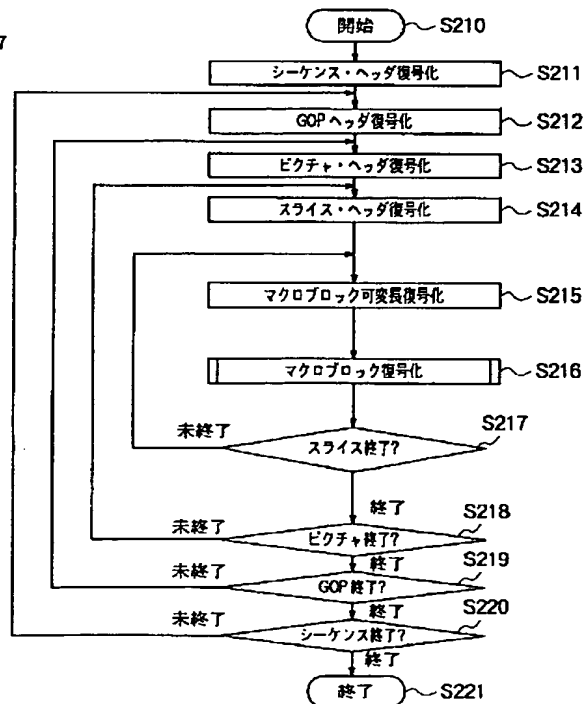 7
開始 S210
シーケンス・ヘッダ復号化 S211
GOPヘッダ復号化 S212
ピクチャ・ヘッダ復号化 S213
スライス・ヘッダ復号化 S214
マクロブロック可変長復号化 S215
マクロブロック復号化 S216
S217
未終了
スライス終了?
終了
S218
未終了
ピクチャ終了?
終了
S219
未終了
GOP終了?
終了
S220
未終了
シーケンス終了?
終了
終了 S221